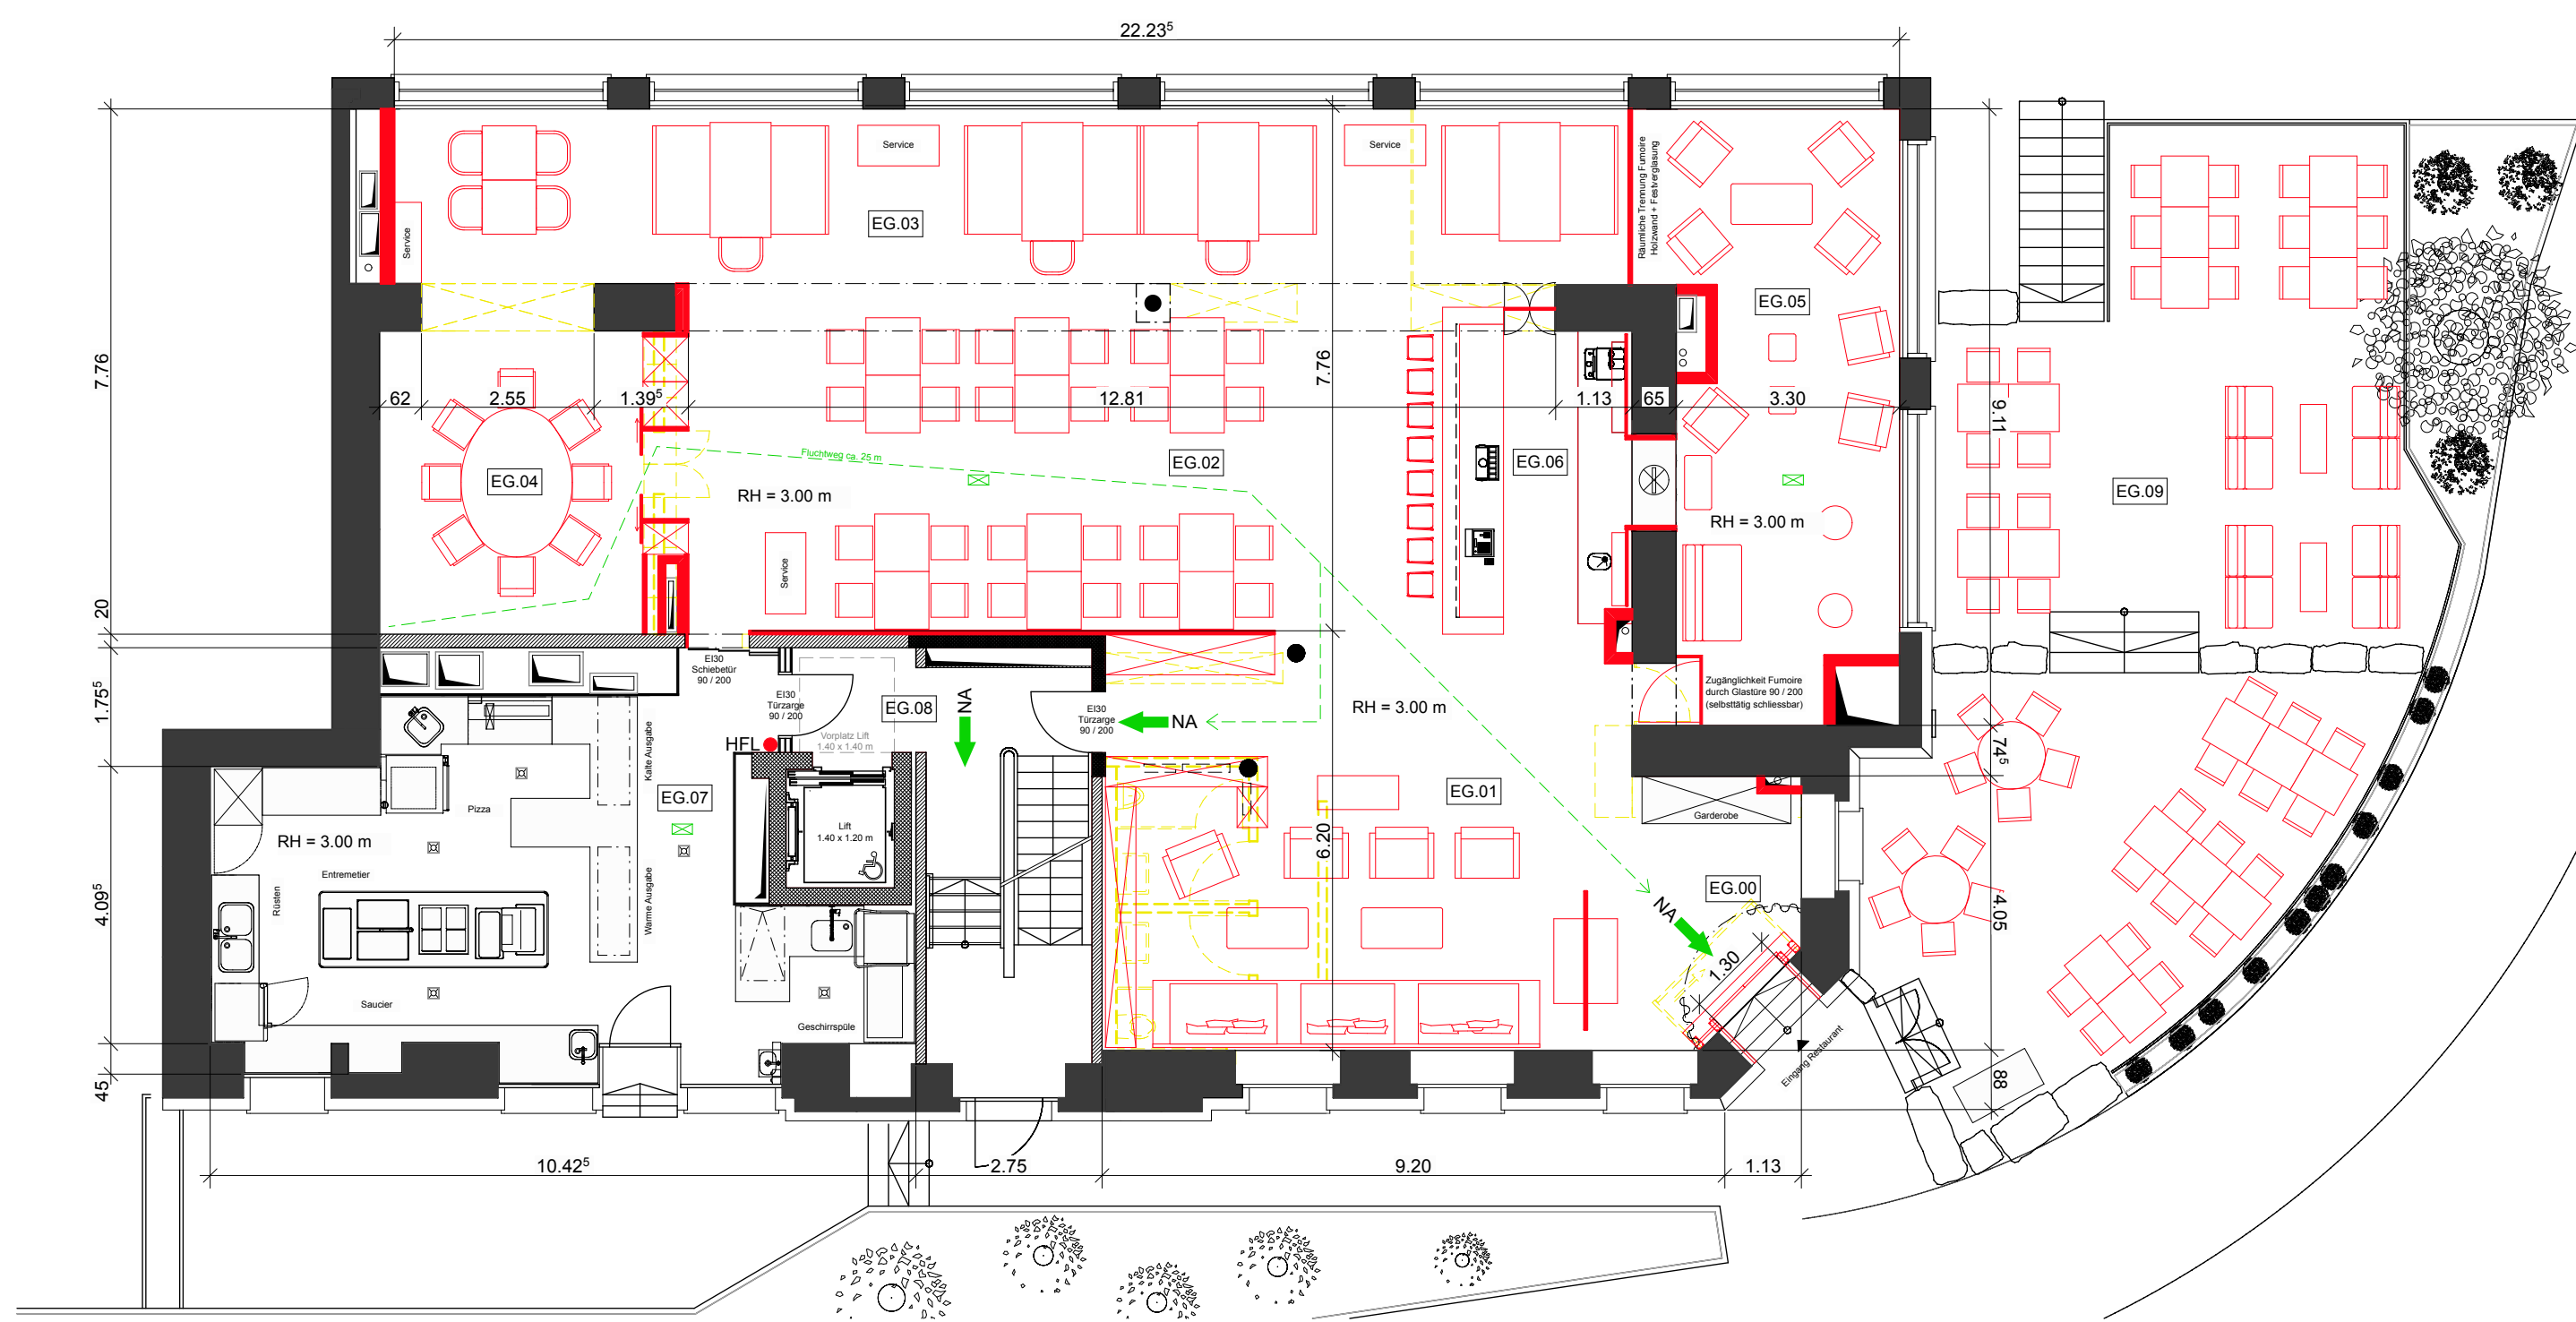 22.23⁵
Service
Service
Räumliche Trennung Fumoire
Holzwand + Festverglasung
EG.03
Service
EG.05
7.76
7.76
62
2.55
1.39⁵
12.81
1.13
65
3.30
9.11
Fluchtweg ca. 25 m
EG.02
EG.06
EG.04
EG.09
RH = 3.00 m
RH = 3.00 m
Service
20
EI30
Schiebetür
90 / 200
EI30
Türzarge
90 / 200
EG.08
NA
EI30
Türzarge
90 / 200
NA
RH = 3.00 m
Zugänglichkeit Fumoire
durch Glastüre 90 / 200
(selbsttätig schliessbar)
1.75⁵
HFL
Vorplatz Lift
1.40 x 1.40 m
Kalte Ausgabe
74⁵
EG.07
EG.01
Pizza
Garderobe
RH = 3.00 m
Lift
1.40 x 1.20 m
6.20
Entremetier
EG.00
Rüsten
Warme Ausgabe
4.09⁵
NA
4.05
1.30
Saucier
Geschirrspüle
Eingang Restaurant
45
88
10.42⁵
2.75
9.20
1.13